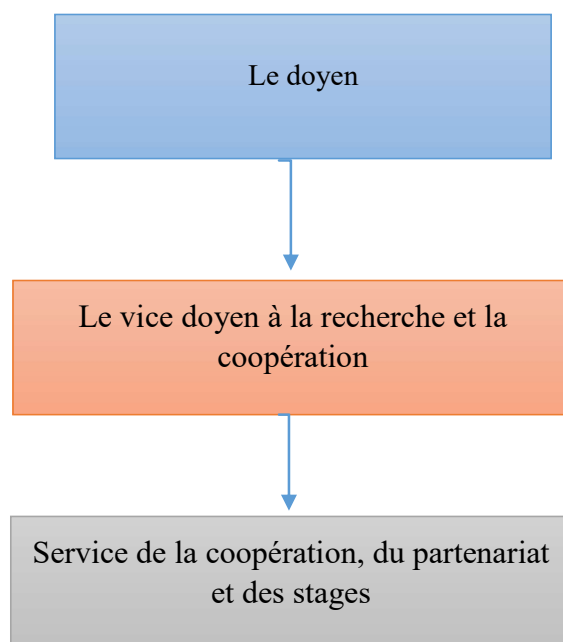 Le doyen
Le vice doyen à la recherche et la
coopération
Service de la coopération, du partenariat
et des stages